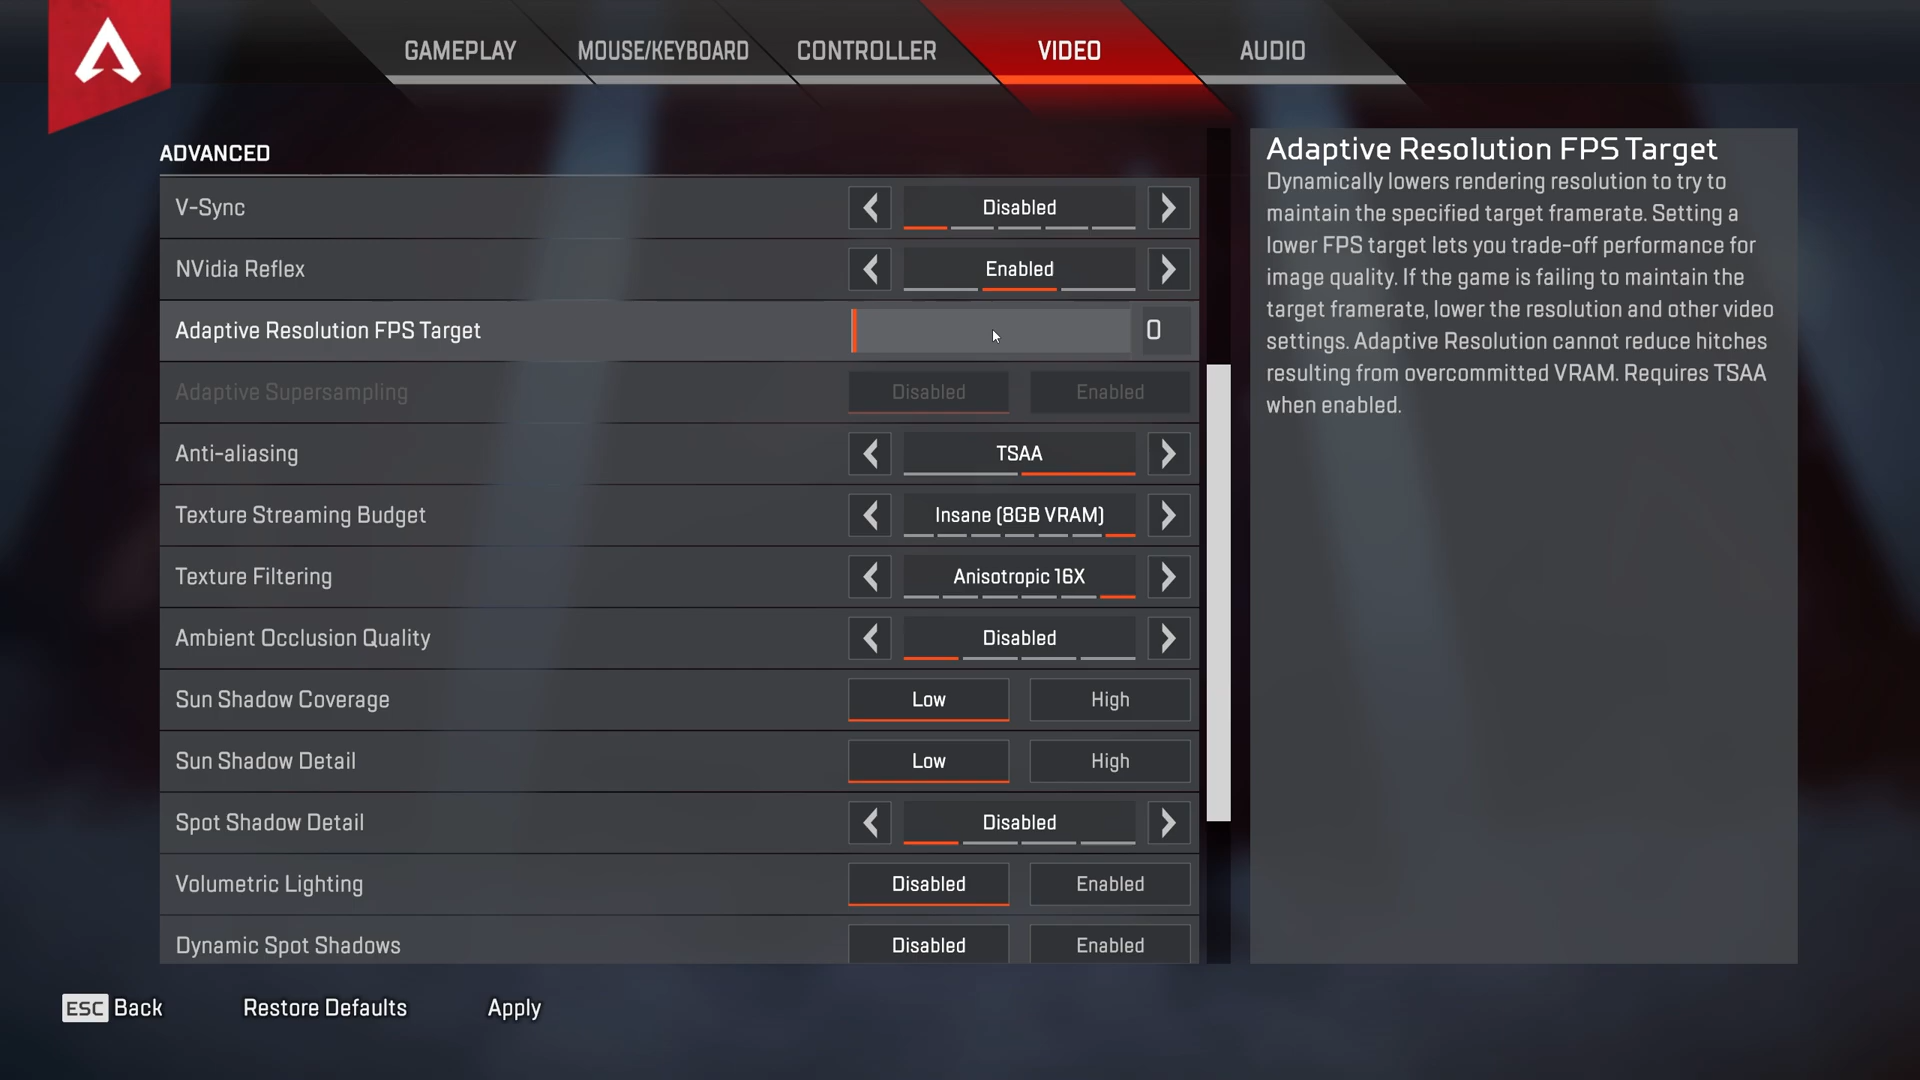 GAMEPLAY
MOUSE/KEYBOARD
CONTROLLER
VIDEO
AUDIO
ADVANCED
V-Sync
Disabled
NVidia Reflex
Enabled
Adaptive Resolution FPS Target
0
Adaptive Supersampling
Disabled
Enabled
Anti-aliasing
TSAA
Texture Streaming Budget
Insane (8GB VRAM)
Texture Filtering
Anisotropic 16X
Ambient Occlusion Quality
Disabled
Sun Shadow Coverage
Low
High
Sun Shadow Detail
Low
High
Spot Shadow Detail
Disabled
Volumetric Lighting
Disabled
Enabled
Dynamic Spot Shadows
Disabled
Enabled
Adaptive Resolution FPS Target
Dynamically lowers rendering resolution to try to
maintain the specified target framerate. Setting a
lower FPS target lets you trade-off performance for
image quality. If the game is failing to maintain the
target framerate, lower the resolution and other video
settings. Adaptive Resolution cannot reduce hitches
resulting from overcommitted VRAM. Requires TSAA
when enabled.
ESC Back
Restore Defaults
Apply